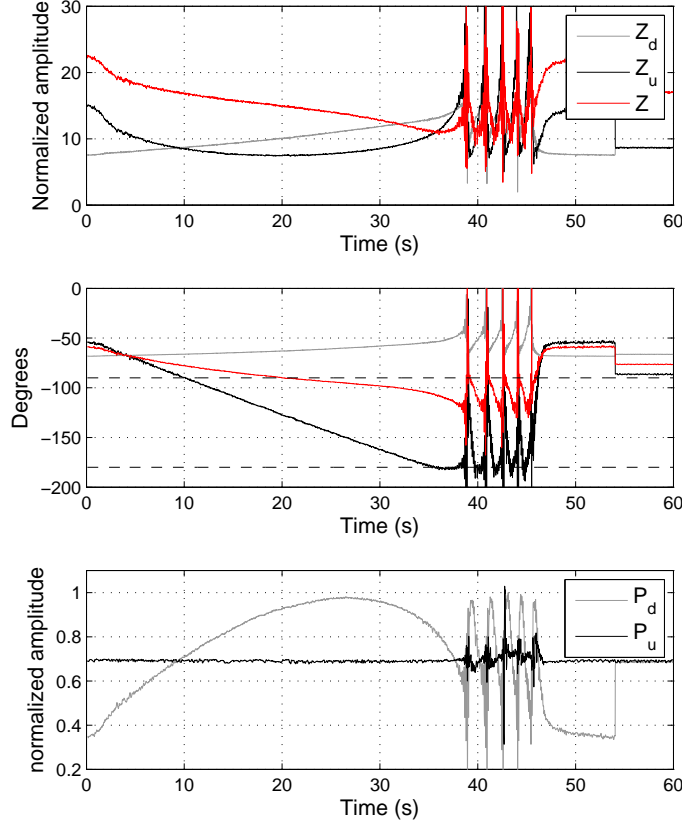 30
20
10
0
Normalized amplitude
0 10 20 30 40 50 60
Time (s)
Z_d
Z_u
Z
0
−50
−100
−150
−200
Degrees
0 10 20 30 40 50 60
Time (s)
1
0.8
0.6
0.4
0.2
normalized amplitude
0 10 20 30 40 50 60
Time (s)
P_d
P_u